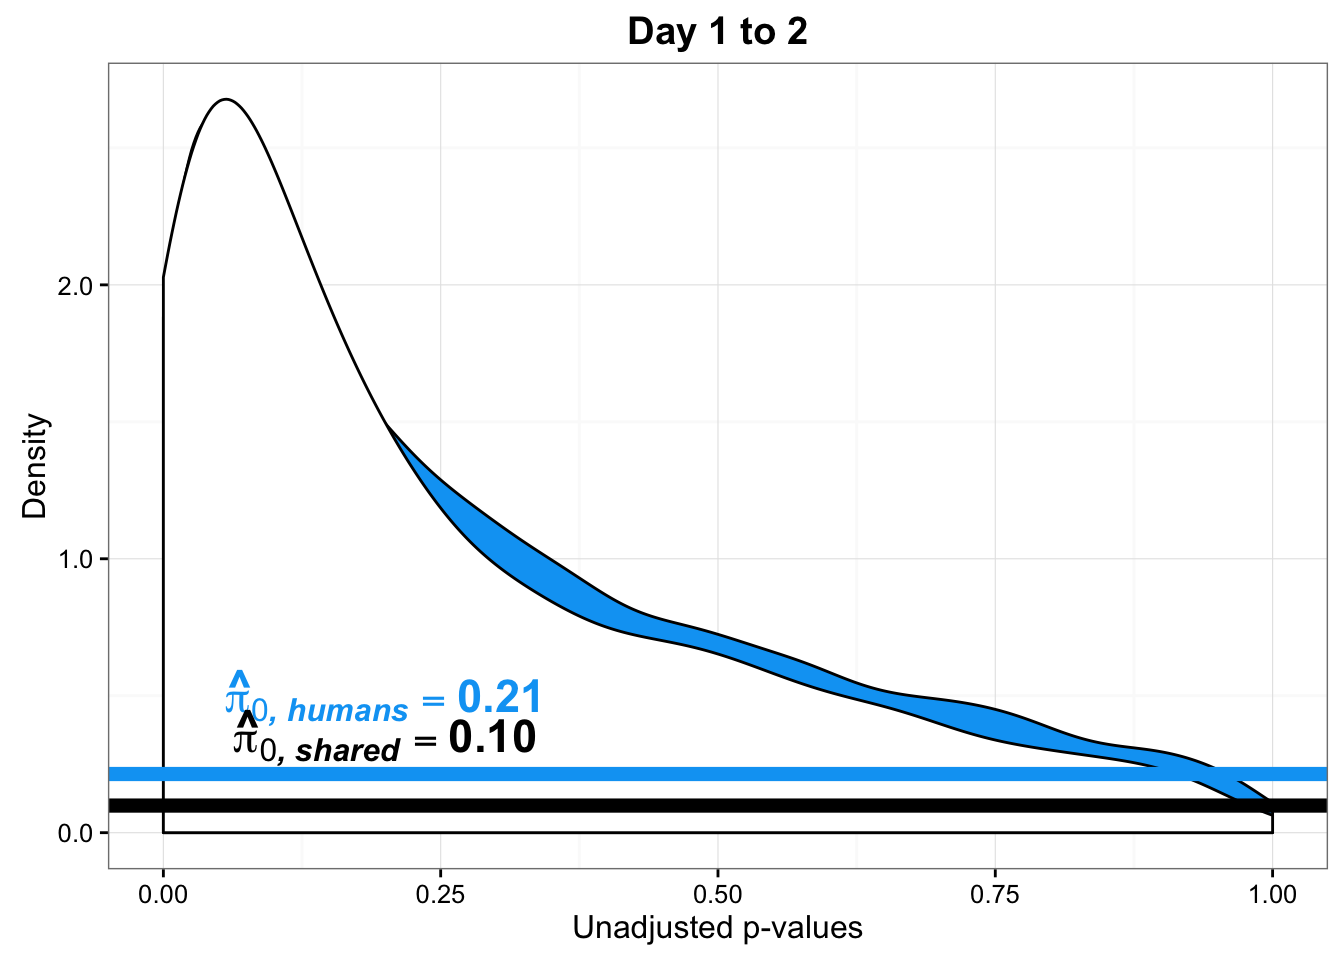 Day 1 to 2
Density
2.0
1.0
0.0
π̂0, humans = 0.21
π̂0, shared = 0.10
0.00 0.25 0.50 0.75 1.00
Unadjusted p-values